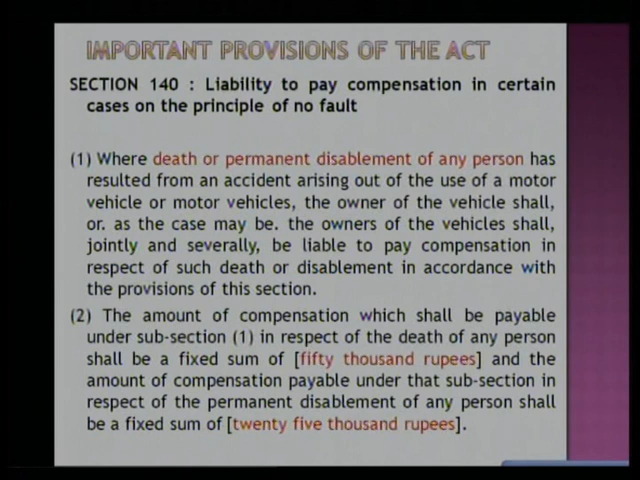 IMPORTANT PROVISIONS OF THE ACT
SECTION 140 : Liability to pay compensation in certain
cases on the principle of no fault
(1) Where death or permanent disablement of any person has
resulted from an accident arising out of the use of a motor
vehicle or motor vehicles, the owner of the vehicle shall,
or. as the case may be. the owners of the vehicles shall,
jointly and severally, be liable to pay compensation in
respect of such death or disablement in accordance with
the provisions of this section.
(2) The amount of compensation which shall be payable
under sub-section (1) in respect of the death of any person
shall be a fixed sum of [fifty thousand rupees] and the
amount of compensation payable under that sub-section in
respect of the permanent disablement of any person shall
be a fixed sum of [twenty five thousand rupees].